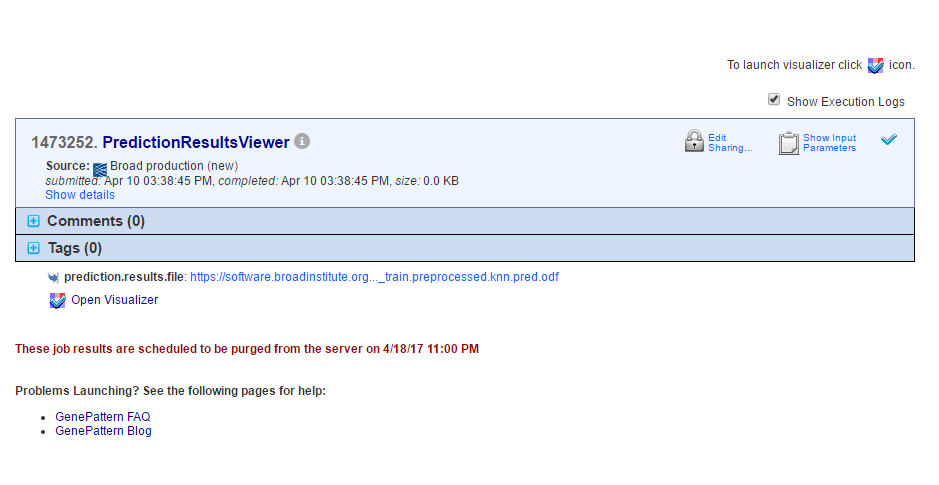 To launch visualizer click icon.
Show Execution Logs
1473252. PredictionResultsViewer i
Edit Sharing...
Show Input Parameters
Source: Broad production (new)
submitted: Apr 10 03:38:45 PM, completed: Apr 10 03:38:45 PM, size: 0.0 KB
Show details
Comments (0)
Tags (0)
prediction.results.file: https://software.broadinstitute.org..._train.preprocessed.knn.pred.odf
Open Visualizer
These job results are scheduled to be purged from the server on 4/18/17 11:00 PM
Problems Launching? See the following pages for help:
GenePattern FAQ
GenePattern Blog